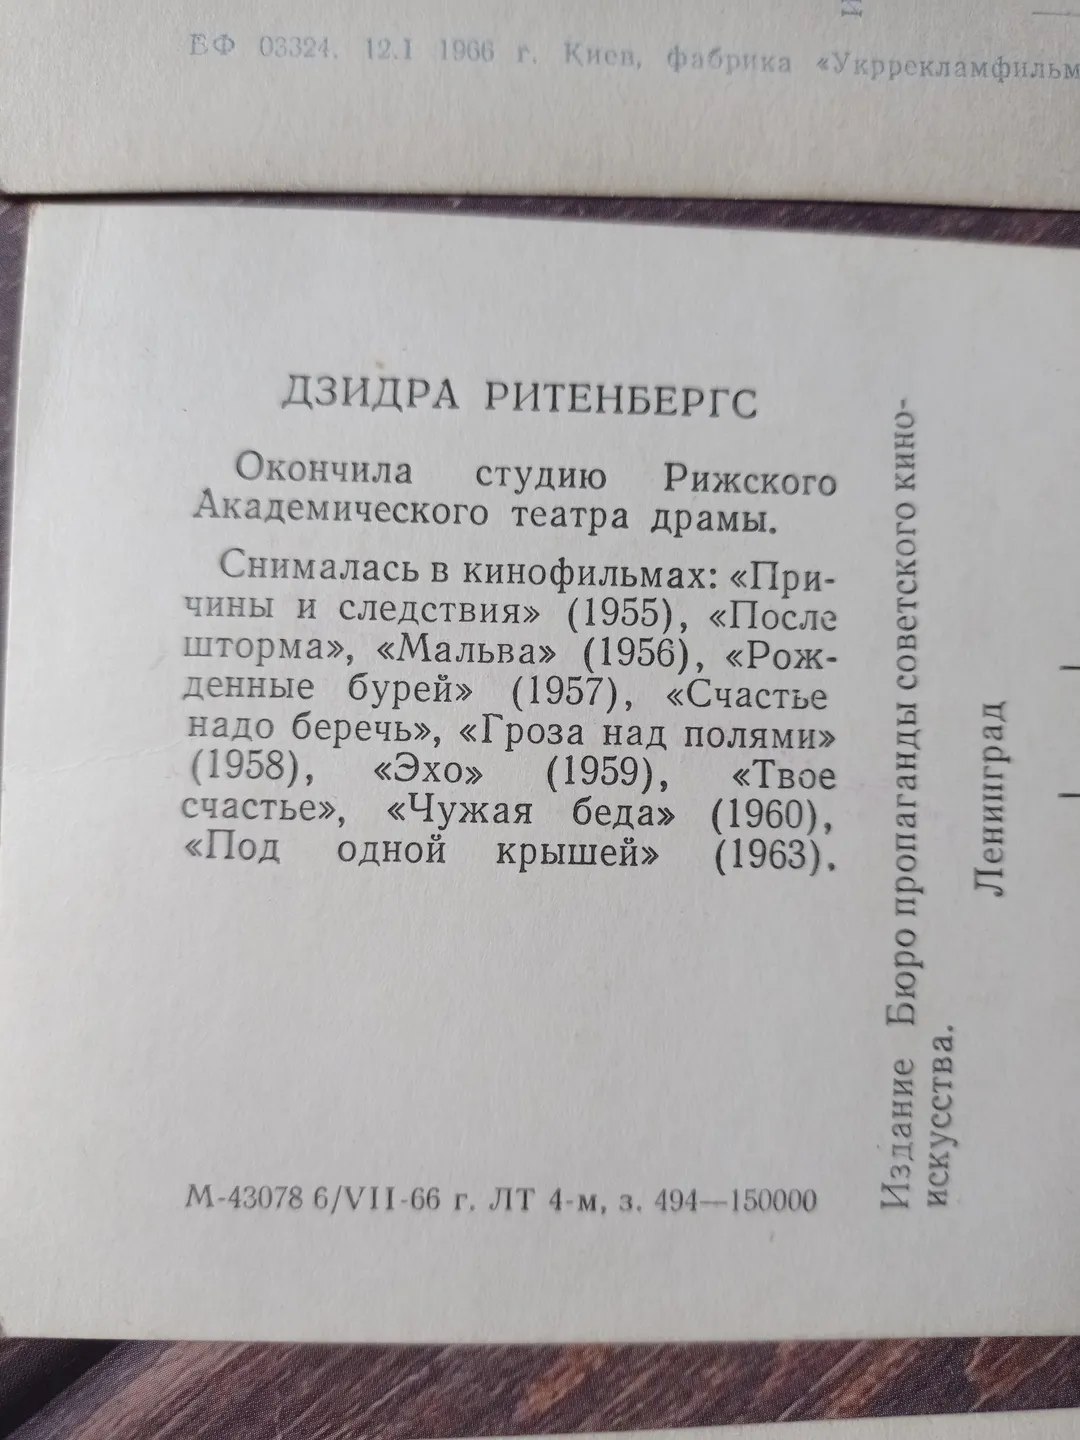 БФ 03324. 12.I 1966 г. Киев, фабрика «Укррекламфильм
ДЗИДРА РИТЕНБЕРГС
Окончила студию Рижского
Академического театра драмы.
Снималась в кинофильмах: «При-
чины и следствия» (1955), «После
шторма», «Мальва» (1956), «Рож-
денные бурей» (1957), «Счастье
надо беречь», «Гроза над полями»
(1958), «Эхо» (1959), «Твое
счастье», «Чужая беда» (1960),
«Под одной крышей» (1963).
М-43078 6/VII-66 г. ЛТ 4-м, з. 494—150000
Издание Бюро пропаганды советского кино-
искусства.
Ленинград